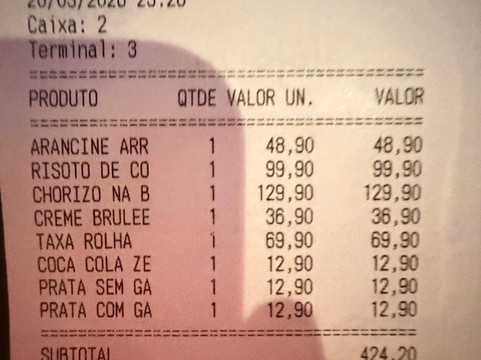 Caixa: 2
Terminal: 3
PRODUTO QTDE VALOR UN. VALOR
ARANCINE ARR 1 48,90 48,90
RISOTO DE CO 1 99,90 99,90
CHORIZO NA B 1 129,90 129,90
CREME BRULEE 1 36,90 36,90
TAXA ROLHA 1 69,90 69,90
COCA COLA ZE 1 12,90 12,90
PRATA SEM GA 1 12,90 12,90
PRATA COM GA 1 12,90 12,90
SUBTOTAL 424,20